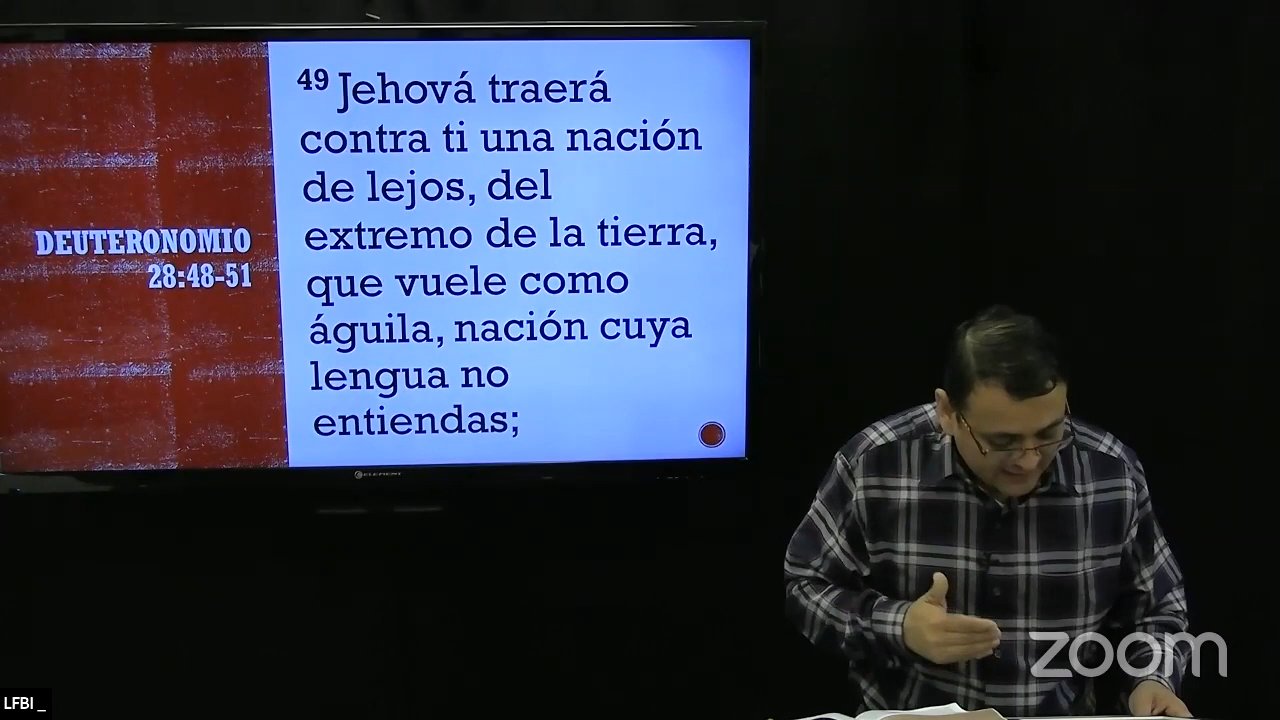 DEUTERONOMIO
28:48-51
49 Jehová traerá
contra ti una nación
de lejos, del
extremo de la tierra,
que vuele como
águila, nación cuya
lengua no
entiendas;
ELEMENT
zoom
LFBI _